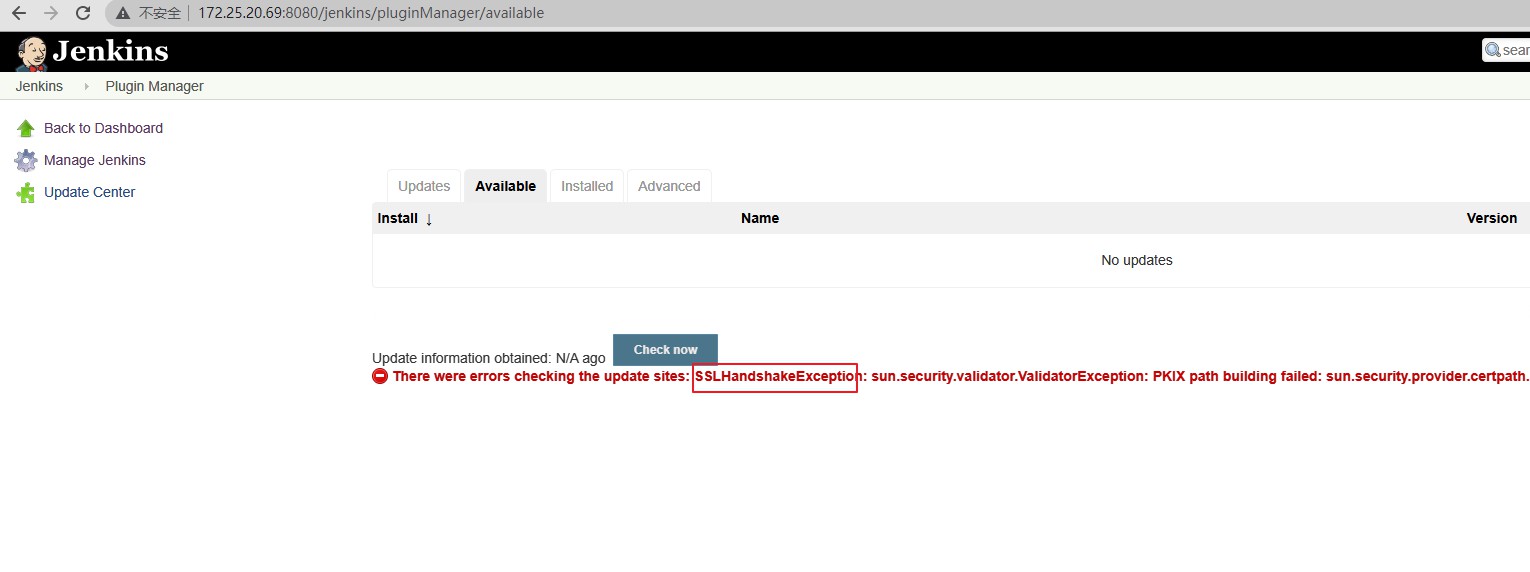 不安全 172.25.20.69:8080/jenkins/pluginManager/available
Jenkins
sear
Jenkins Plugin Manager
Back to Dashboard
Manage Jenkins
Update Center
Updates Available Installed Advanced
Install ↓ Name Version
No updates
Update information obtained: N/A ago Check now
There were errors checking the update sites: SSLHandshakeException: sun.security.validator.ValidatorException: PKIX path building failed: sun.security.provider.certpath.